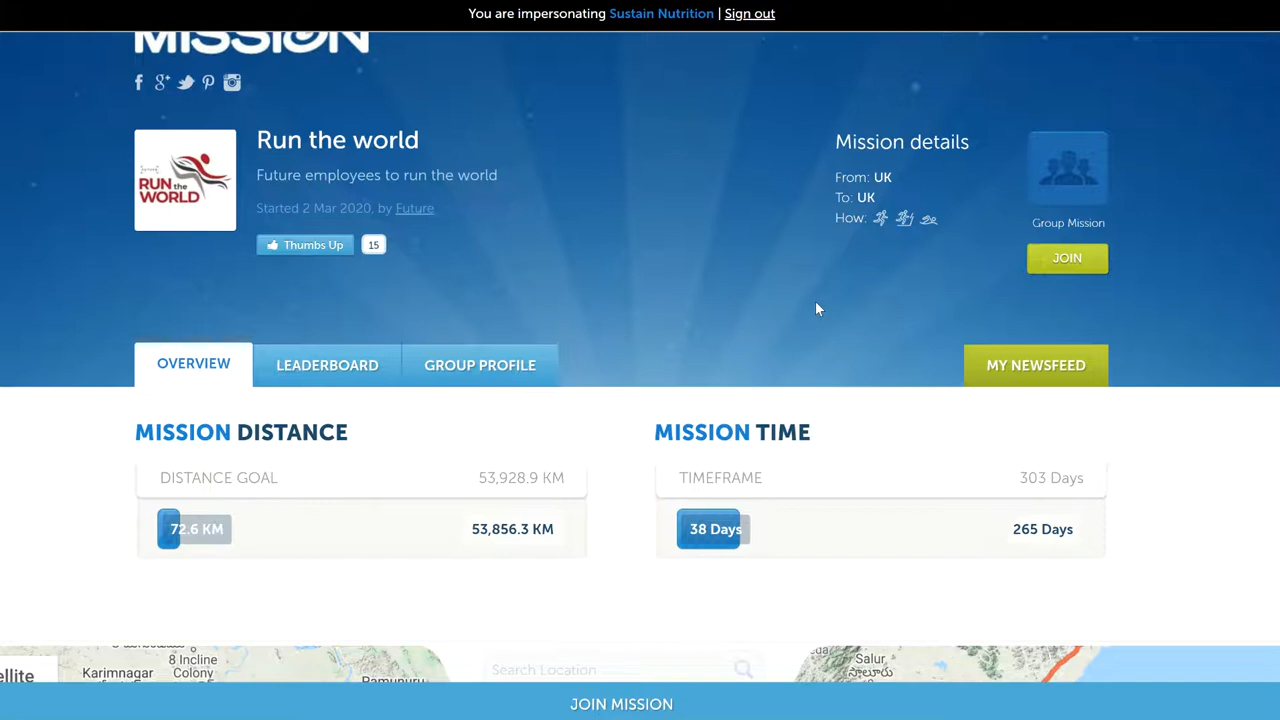 You are impersonating Sustain Nutrition | Sign out
MISSION
Run the world
Future employees to run the world
Started 2 Mar 2020, by Future
Thumbs Up 15
RUN the
WORLD
Mission details
From: UK
To: UK
How:
Group Mission
JOIN
OVERVIEW
LEADERBOARD
GROUP PROFILE
MY NEWSFEED
MISSION DISTANCE
DISTANCE GOAL 53,928.9 KM
72.6 KM 53,856.3 KM
MISSION TIME
TIMEFRAME 303 Days
38 Days 265 Days
ellite
Karimnagar
8 Incline
Colony
Ramunuru
Search Location
Salur
సాలూరు
JOIN MISSION